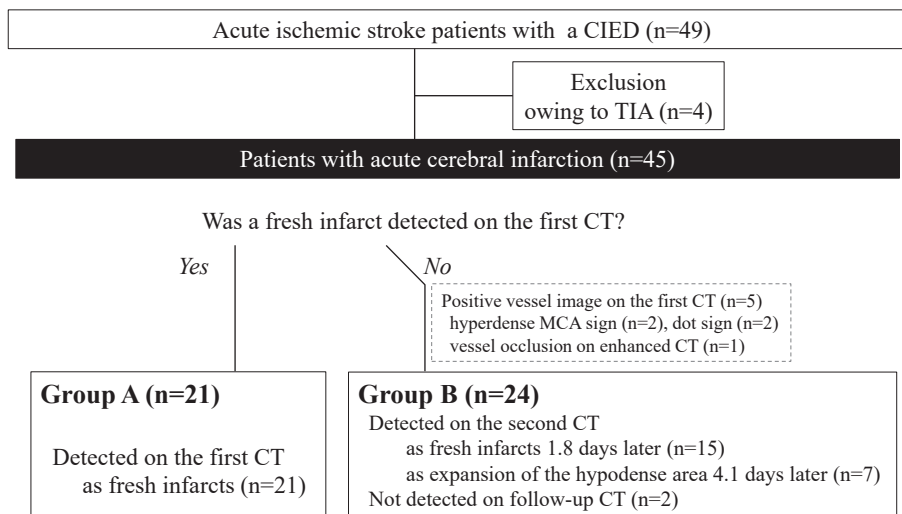 Acute ischemic stroke patients with a CIED (n=49)
Exclusion
owing to TIA (n=4)
Patients with acute cerebral infarction (n=45)
Was a fresh infarct detected on the first CT?
Yes
No
Positive vessel image on the first CT (n=5)
hyperdense MCA sign (n=2), dot sign (n=2)
vessel occlusion on enhanced CT (n=1)
Group A (n=21)
Detected on the first CT
as fresh infarcts (n=21)
Group B (n=24)
Detected on the second CT
as fresh infarcts 1.8 days later (n=15)
as expansion of the hypodense area 4.1 days later (n=7)
Not detected on follow-up CT (n=2)